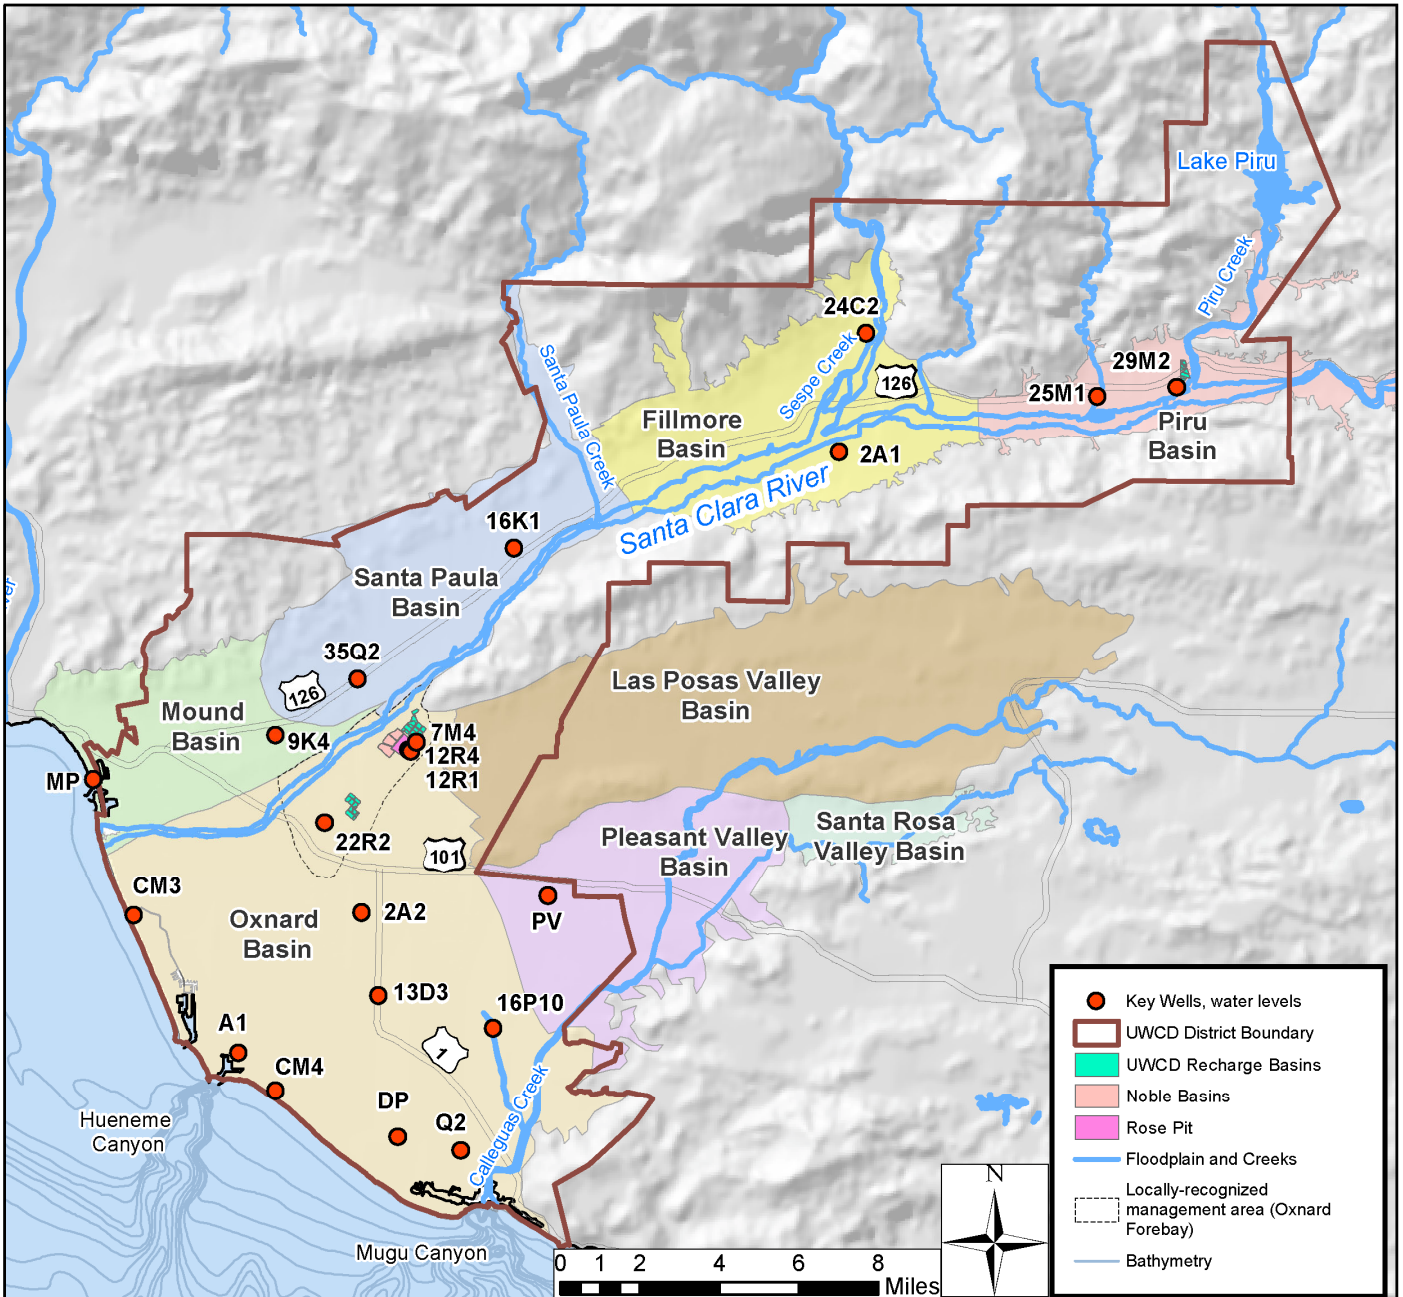 Lake Piru
Piru Creek
24C2
Sespe Creek
126
Santa Paula Creek
29M2
25M1
Fillmore
Basin
Piru
Basin
2A1
Santa Clara River
16K1
Santa Paula
Basin
35Q2
126
Las Posas Valley
Basin
Mound
Basin
9K4
7M4
12R4
12R1
MP
22R2
101
Pleasant Valley
Basin
Santa Rosa
Valley Basin
CM3
Oxnard
Basin
2A2
PV
13D3
16P10
A1
1
CM4
DP
Q2
Calleguas Creek
Hueneme
Canyon
Mugu Canyon
Key Wells, water levels
UWCD District Boundary
UWCD Recharge Basins
Noble Basins
Rose Pit
Floodplain and Creeks
Locally-recognized
management area (Oxnard
Forebay)
Bathymetry
N
0 1 2 4 6 8
Miles